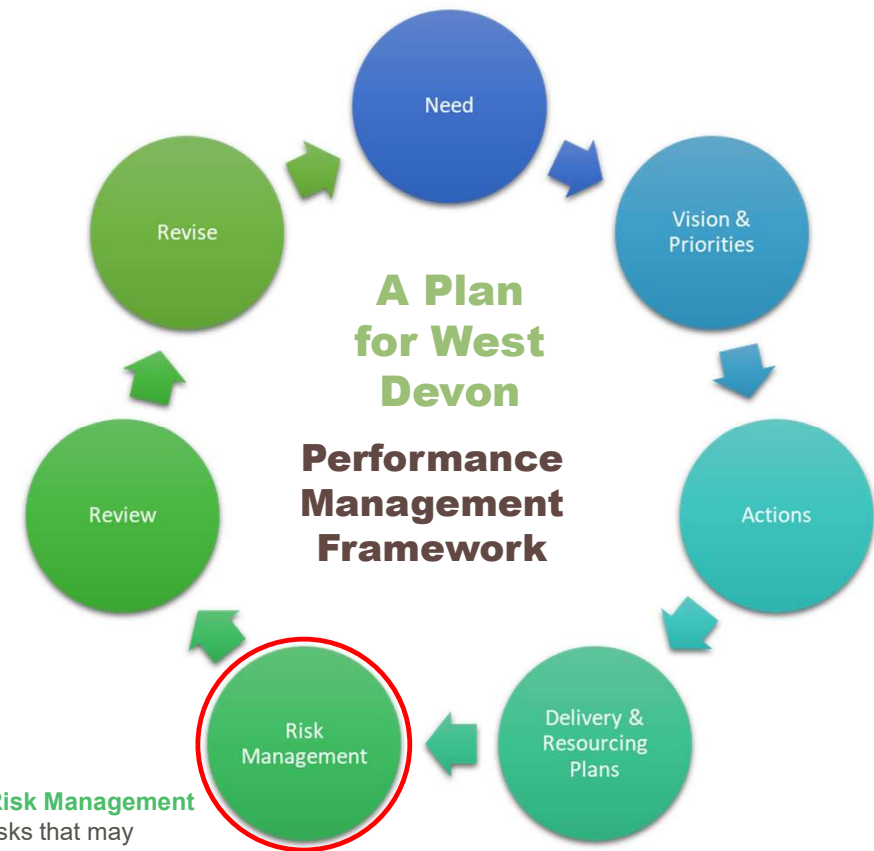 Need
Vision &
Priorities
Actions
Delivery &
Resourcing
Plans
Risk
Management
Review
Revise
A Plan
for West
Devon
Performance
Management
Framework
Risk Management
sks that may